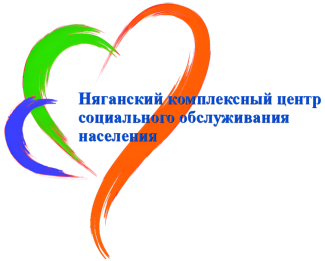 Няганский комплексный центр
социального обслуживания
населения